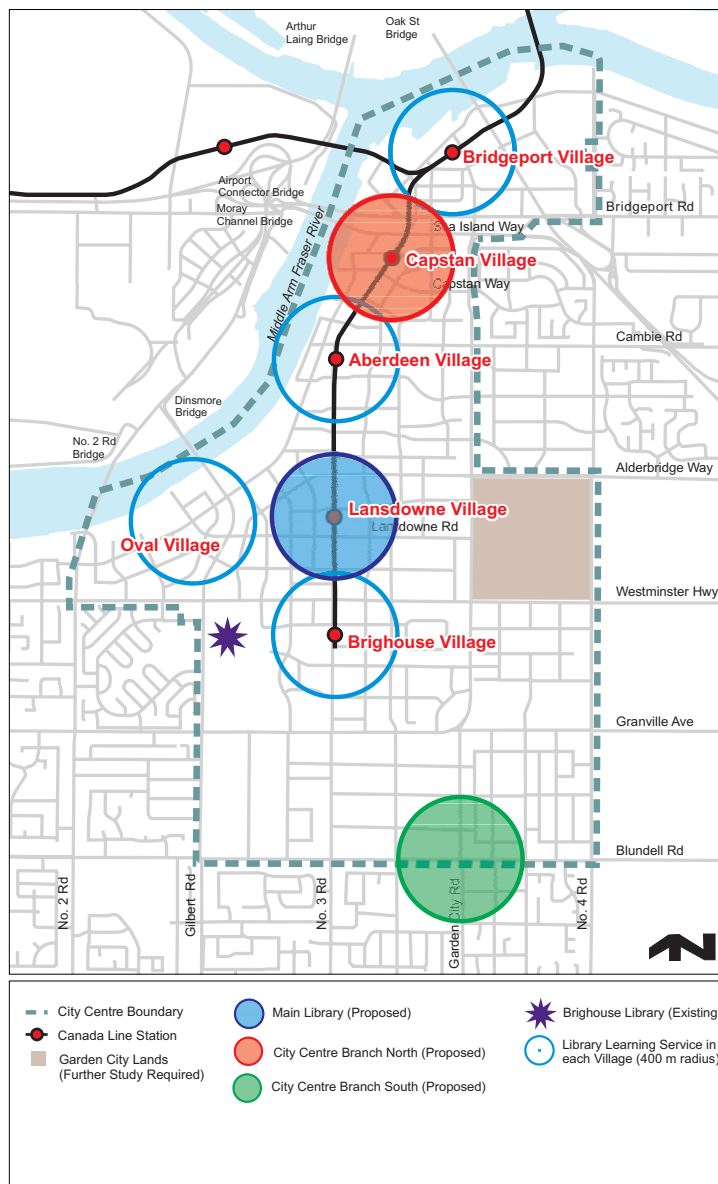 Arthur
Laing Bridge
Oak St
Bridge
Bridgeport Village
Airport
Connector Bridge
Moray
Channel Bridge
Bridgeport Rd
Sea Island Way
Middle Arm Fraser River
Capstan Village
Capstan Way
Cambie Rd
Aberdeen Village
Dinsmore
Bridge
No. 2 Rd
Bridge
Alderbridge Way
Lansdowne Village
Lansdowne Rd
Oval Village
Westminster Hwy
Brighouse Village
Granville Ave
Blundell Rd
No. 2 Rd
Gilbert Rd
No. 3 Rd
Garden City Rd
No. 4 Rd
N
City Centre Boundary
Canada Line Station
Garden City Lands
(Further Study Required)
Main Library (Proposed)
City Centre Branch North (Proposed)
City Centre Branch South (Proposed)
Brighouse Library (Existing
Library Learning Service in
each Village (400 m radius)